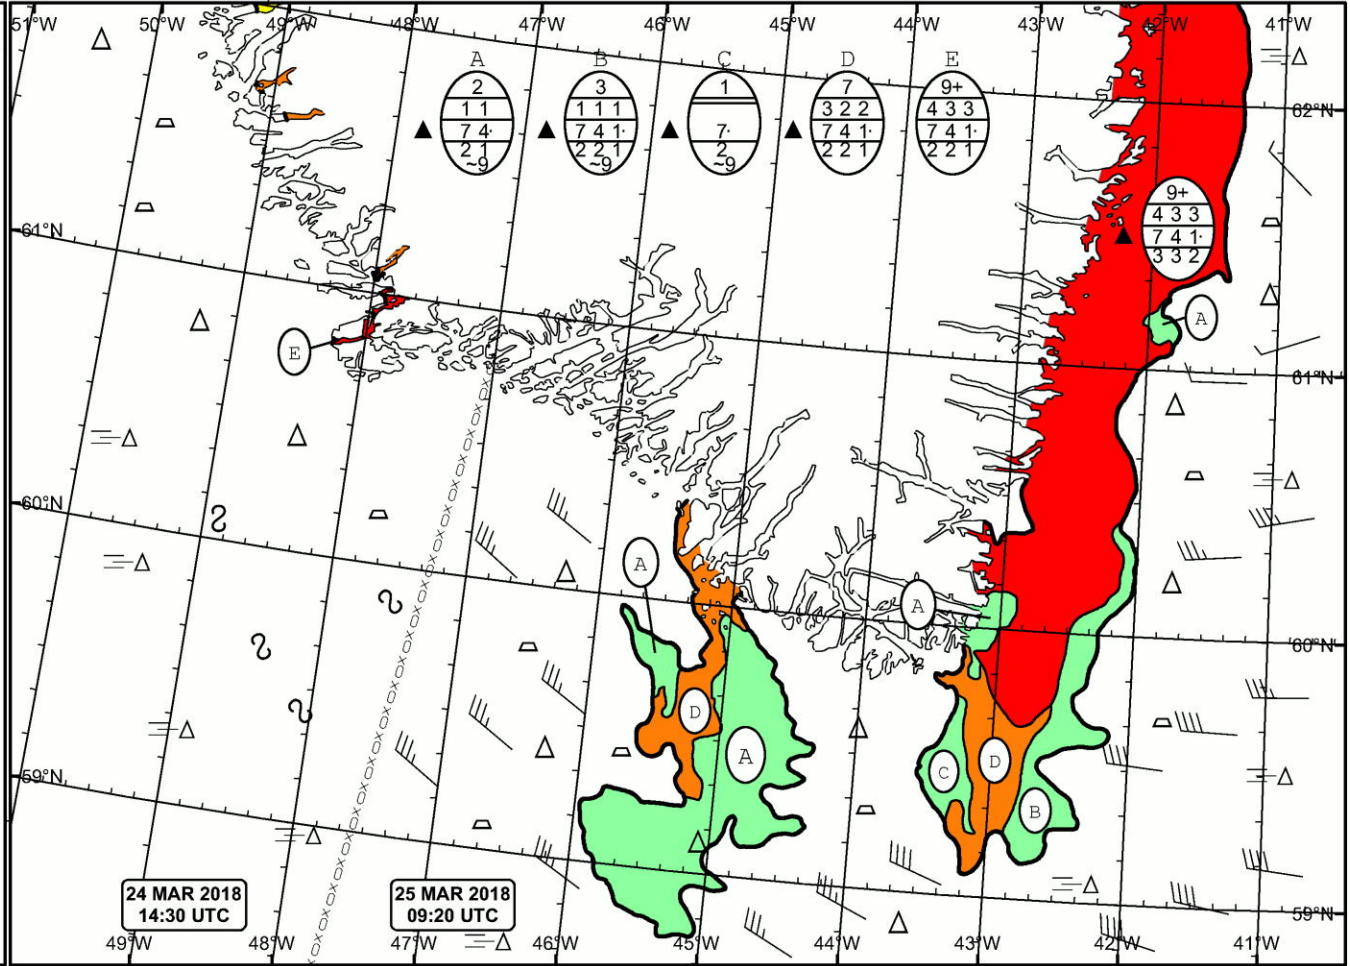 51°W 50°W 49°W 48°W 47°W 46°W 45°W 44°W 43°W 42°W 41°W
A B C D E
2 3 1 7 9+
1 1 1 1 1 3 2 2 4 3 3
7 4· 7 4 1· 7· 7 4 1· 7 4 1·
2 1 2 2 1 2 2 2 1 2 2 1
~9 ~9 ~9
62°N
9+
4 3 3
7 4 1·
3 3 2
61°N
A
E
61°N
60°N
A
A
60°N
D
A
C
D
B
59°N
24 MAR 2018
14:30 UTC
25 MAR 2018
09:20 UTC
59°N
49°W 48°W 47°W 46°W 45°W 44°W 43°W 42°W 41°W